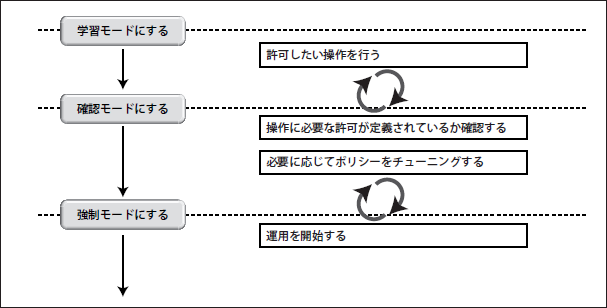 学習モードにする
許可したい操作を行う
確認モードにする
操作に必要な許可が定義されているか確認する
必要に応じてポリシーをチューニングする
強制モードにする
運用を開始する